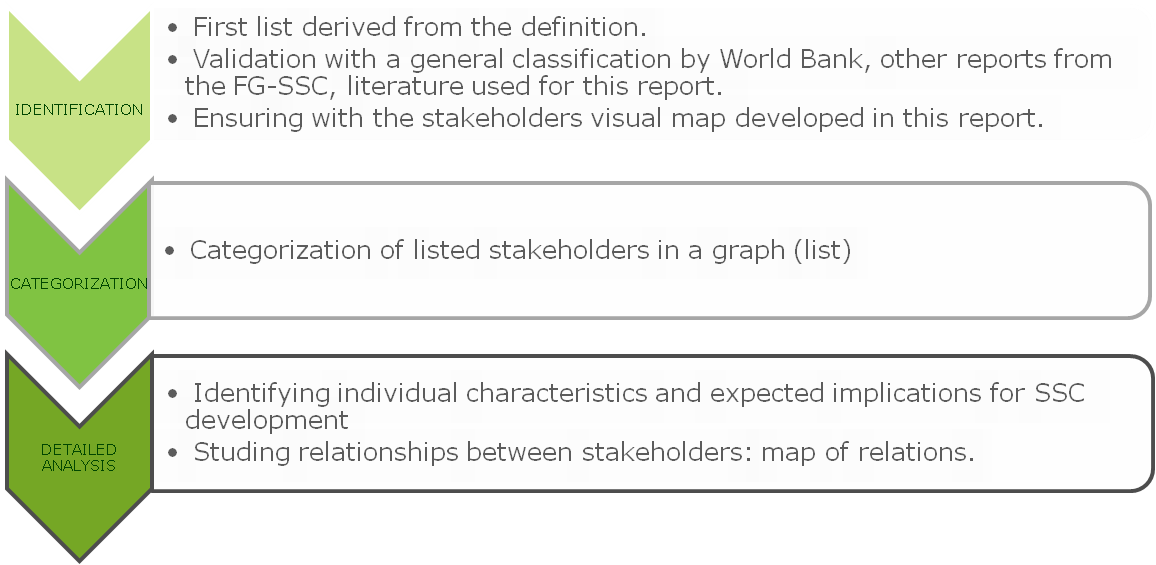 • First list derived from the definition.
• Validation with a general classification by World Bank, other reports from
the FG-SSC, literature used for this report.
• Ensuring with the stakeholders visual map developed in this report.
IDENTIFICATION
• Categorization of listed stakeholders in a graph (list)
CATEGORIZATION
• Identifying individual characteristics and expected implications for SSC
development
• Studing relationships between stakeholders: map of relations.
DETAILED
ANALYSIS